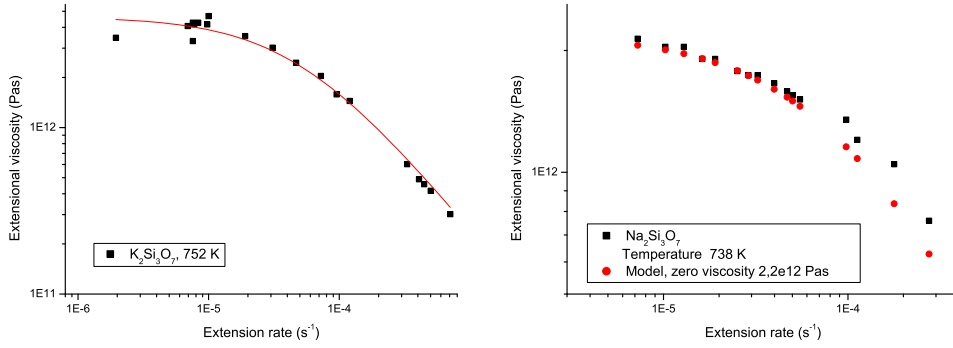 Extensional viscosity (Pas)
1E12
1E11
K₂Si₃O₇, 752 K
1E-6
1E-5
1E-4
Extension rate (s⁻¹)
Extensional viscosity (Pas)
1E12
Na₂Si₃O₇
Temperature 738 K
Model, zero viscosity 2,2e12 Pas
1E-5
1E-4
Extension rate (s⁻¹)